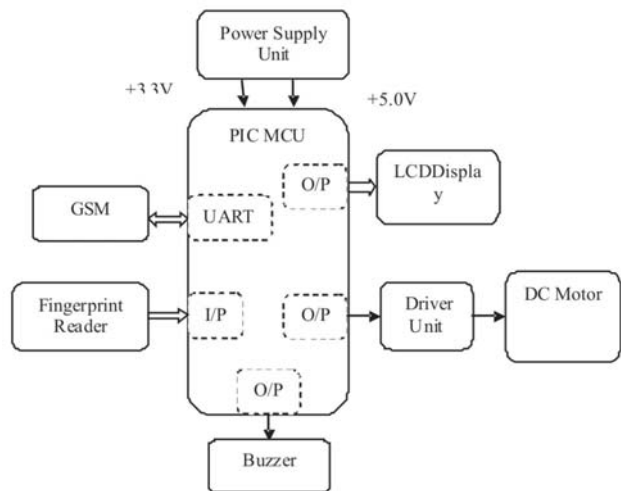 Power Supply
Unit
+3.3V
+5.0V
PIC MCU
O/P
LCDDispla
y
GSM
UART
Fingerprint
Reader
I/P
O/P
Driver
Unit
DC Motor
O/P
Buzzer